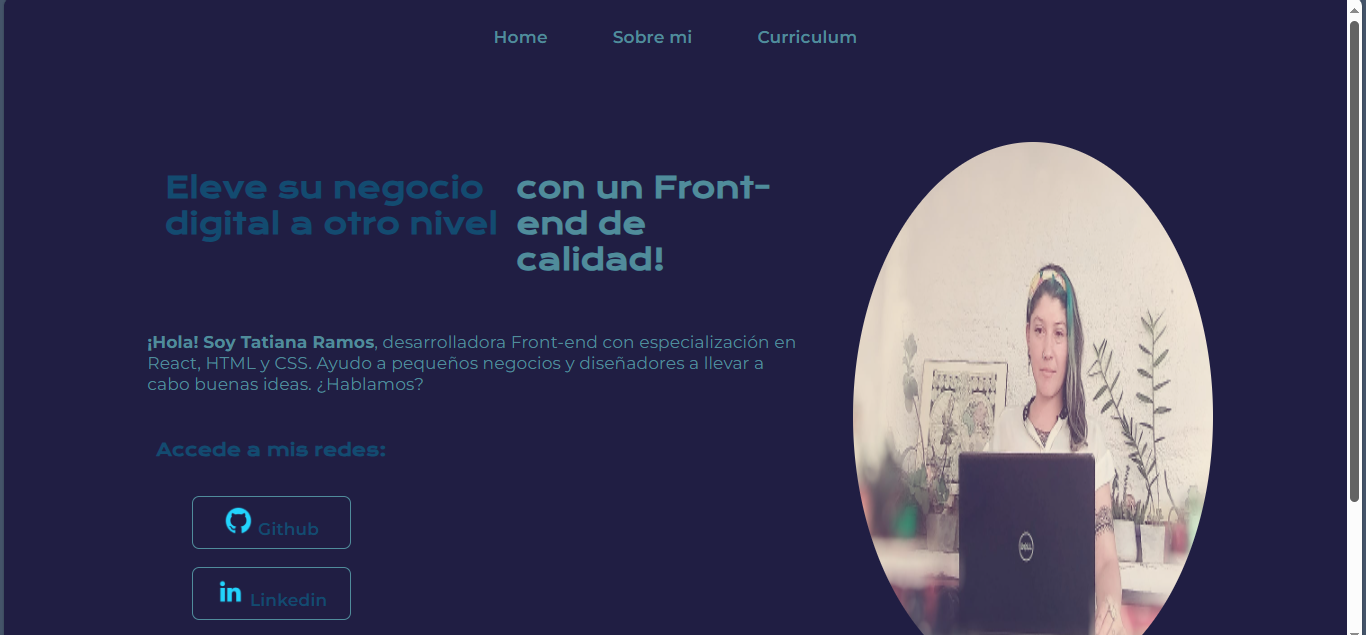 Home Sobre mi Curriculum
Eleve su negocio
digital a otro nivel
con un Front-
end de
calidad!
¡Hola! Soy Tatiana Ramos, desarrolladora Front-end con especialización en
React, HTML y CSS. Ayudo a pequeños negocios y diseñadores a llevar a
cabo buenas ideas. ¿Hablamos?
Accede a mis redes:
Github
in Linkedin
DELL